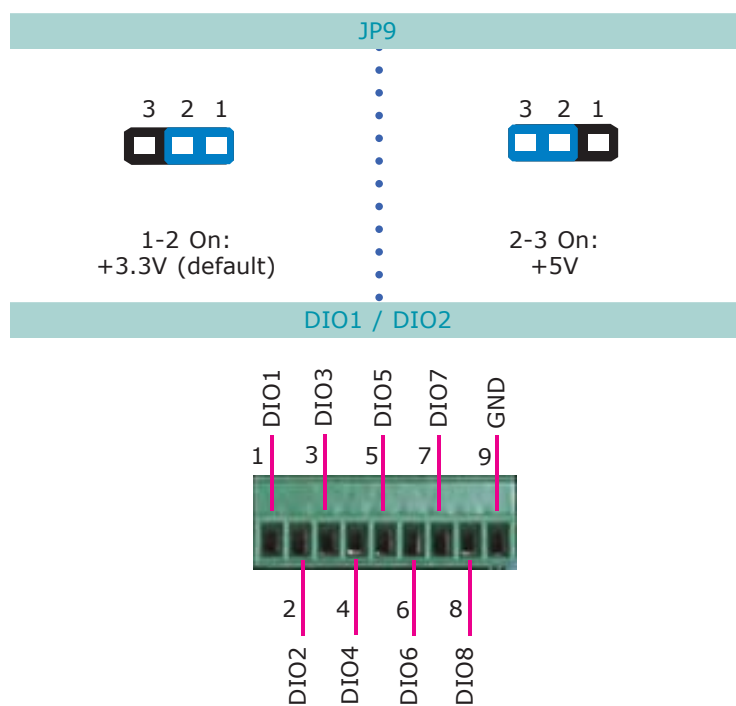 JP9
3 2 1
3 2 1
1-2 On:
+3.3V (default)
2-3 On:
+5V
DIO1 / DIO2
DIO1
DIO3
DIO5
DIO7
GND
1 3 5 7 9
2 4 6 8
DIO2
DIO4
DIO6
DIO8